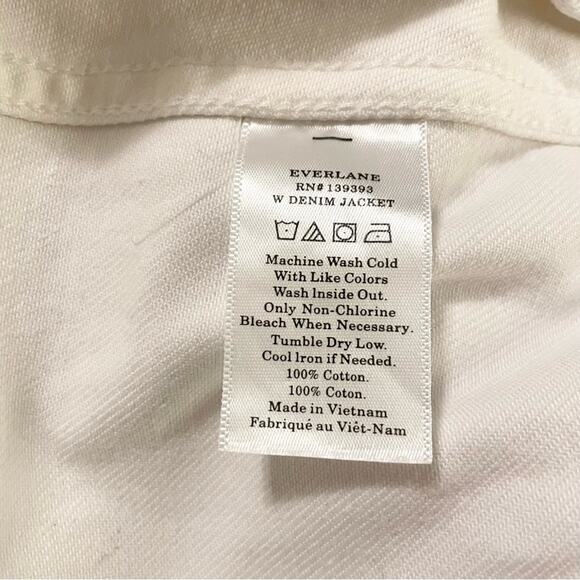 EVERLANE
RN# 139393
W DENIM JACKET
Machine Wash Cold
With Like Colors
Wash Inside Out.
Only Non-Chlorine
Bleach When Necessary.
Tumble Dry Low.
Cool Iron if Needed.
100% Cotton.
100% Coton.
Made in Vietnam
Fabriqué au Viêt-Nam